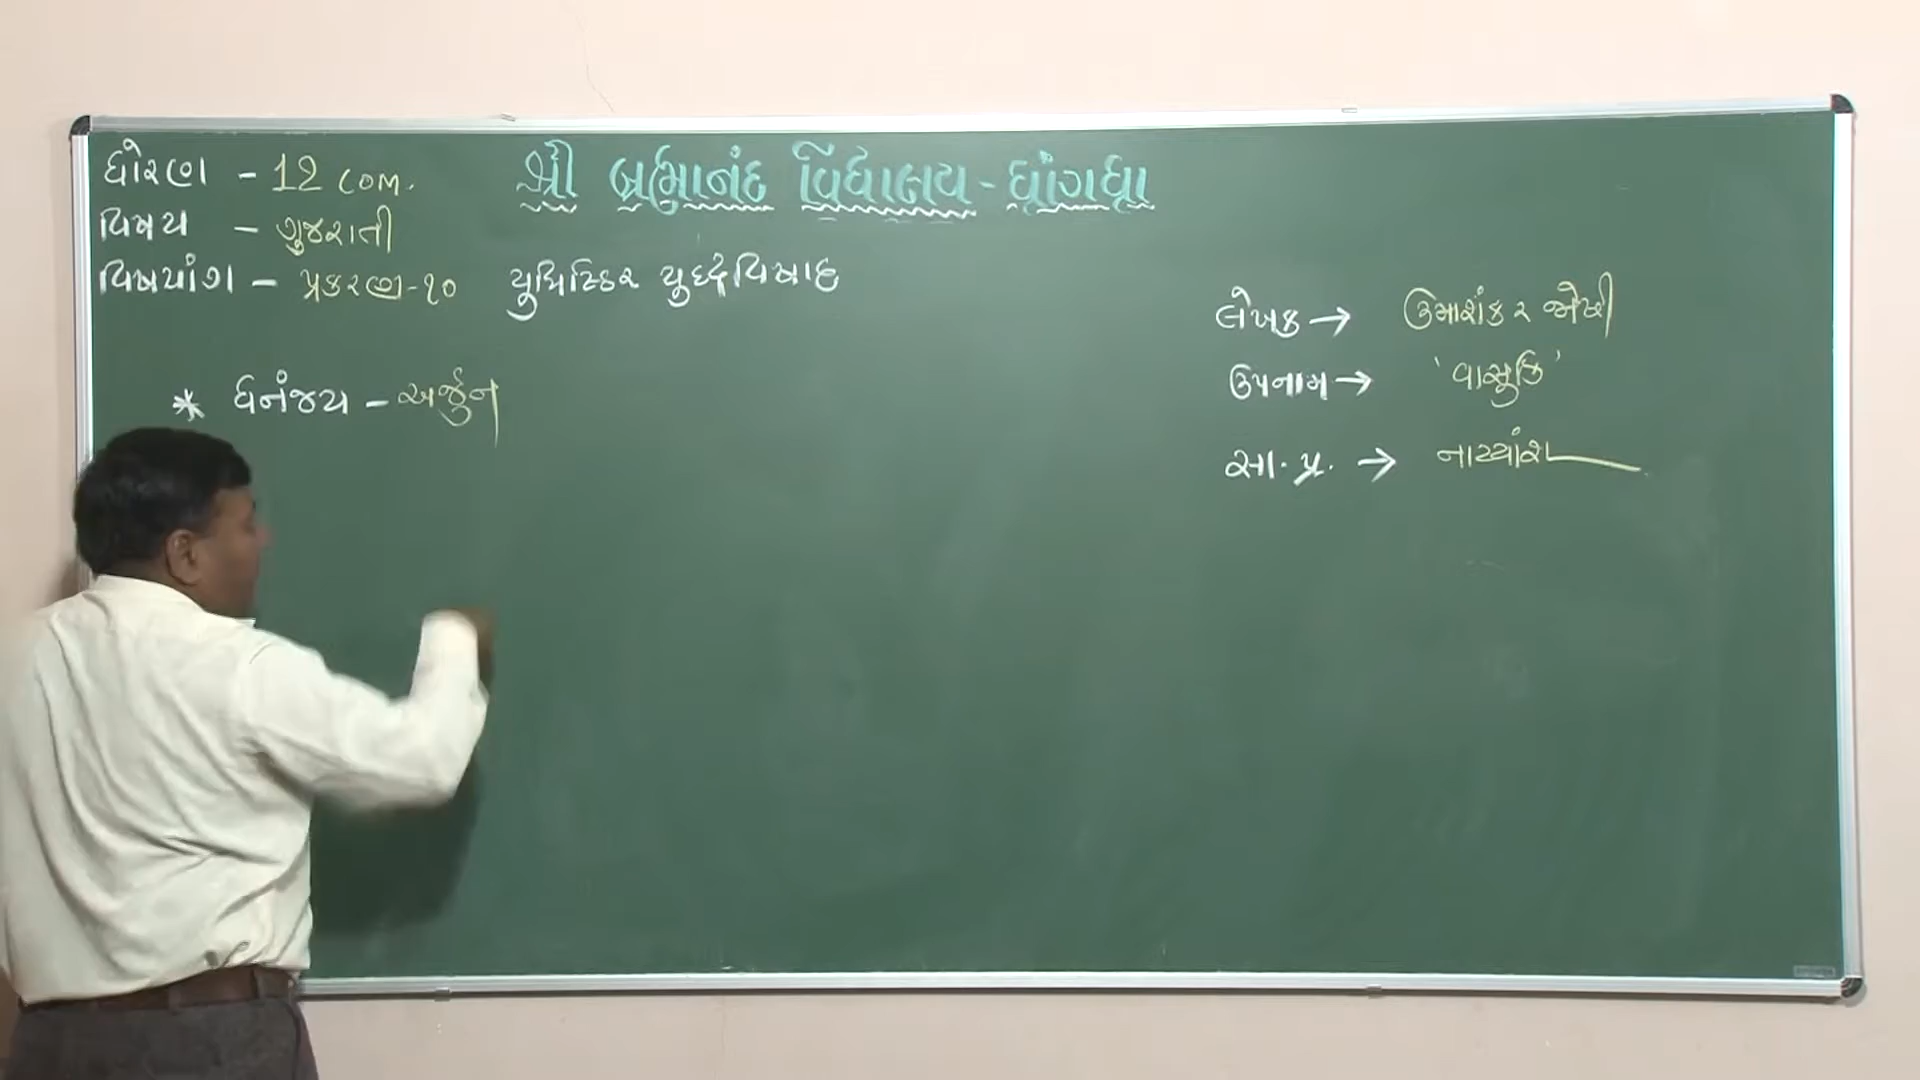 શ્રી બ્રહ્માનંદ વિદ્યાલય - ધ્રાંગધ્રા
ધોરણ - 12 COM.
વિષય - ગુજરાતી
વિષયાંગ - પ્રકરણ-૧૦ યુધિષ્ઠિર યુદ્ધવિષાદ
લેખક → ઉમાશંકર જોષી
ઉપનામ → 'વાસુકિ'
સા. પ્ર. → નાટ્યાંશ
* ધનંજય - અર્જુન